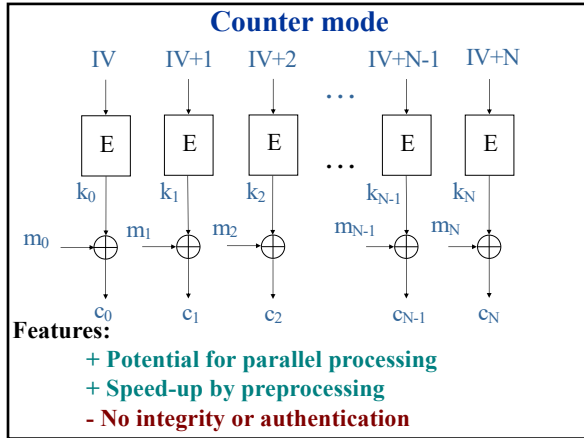 Counter mode
IV IV+1 IV+2 IV+N-1 IV+N
...
E E E E E
...
k0 k1 k2 kN-1 kN
m0 m1 m2 mN-1 mN
c0 c1 c2 cN-1 cN
Features:
+ Potential for parallel processing
+ Speed-up by preprocessing
- No integrity or authentication